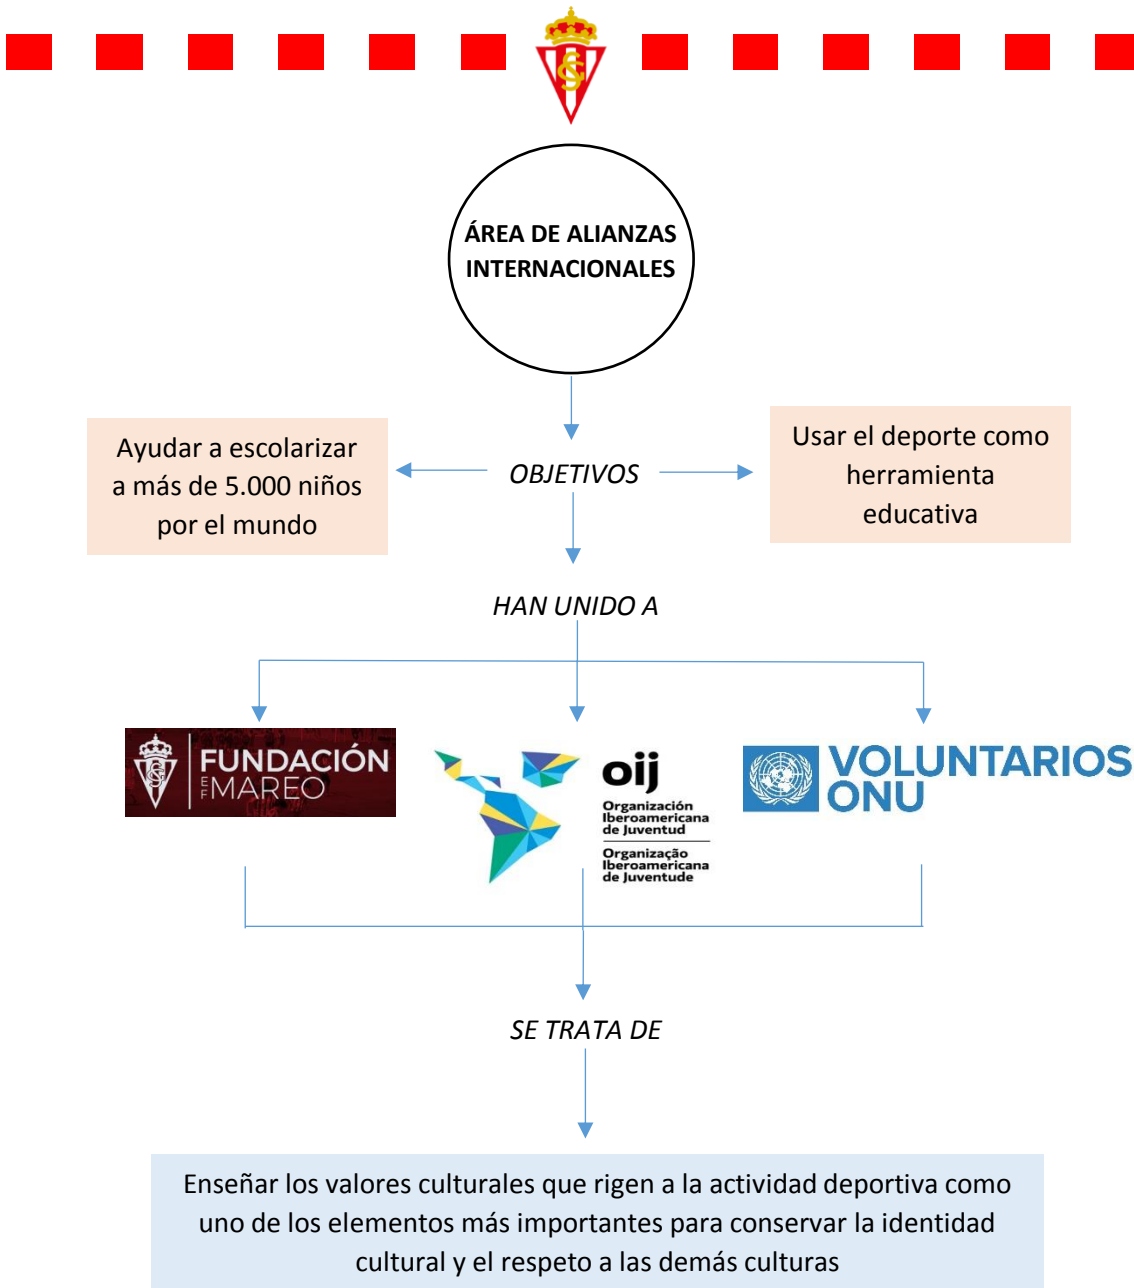 ÁREA DE ALIANZAS
INTERNACIONALES
Ayudar a escolarizar
a más de 5.000 niños
por el mundo
OBJETIVOS
Usar el deporte como
herramienta
educativa
HAN UNIDO A
FUNDACIÓN
EFF MAREO
oij
Organización
Iberoamericana
de Juventud
Organização
Iberoamericana
de Juventude
VOLUNTARIOS
ONU
SE TRATA DE
Enseñar los valores culturales que rigen a la actividad deportiva como
uno de los elementos más importantes para conservar la identidad
cultural y el respeto a las demás culturas